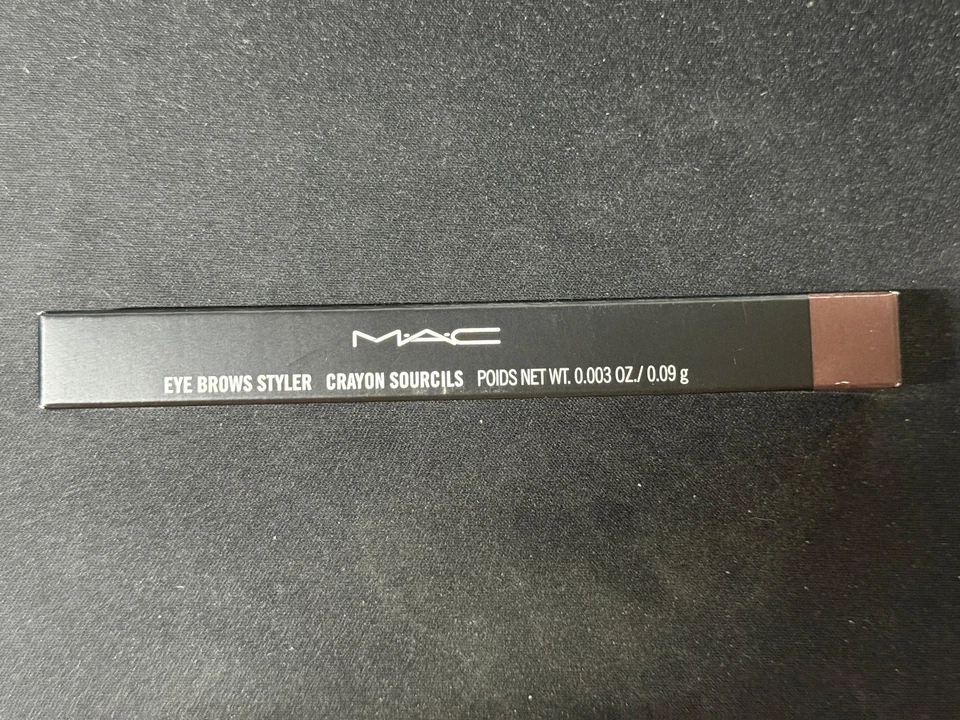 M·A·C
EYE BROWS STYLER CRAYON SOURCILS POIDS NET WT. 0.003 OZ./ 0.09 g